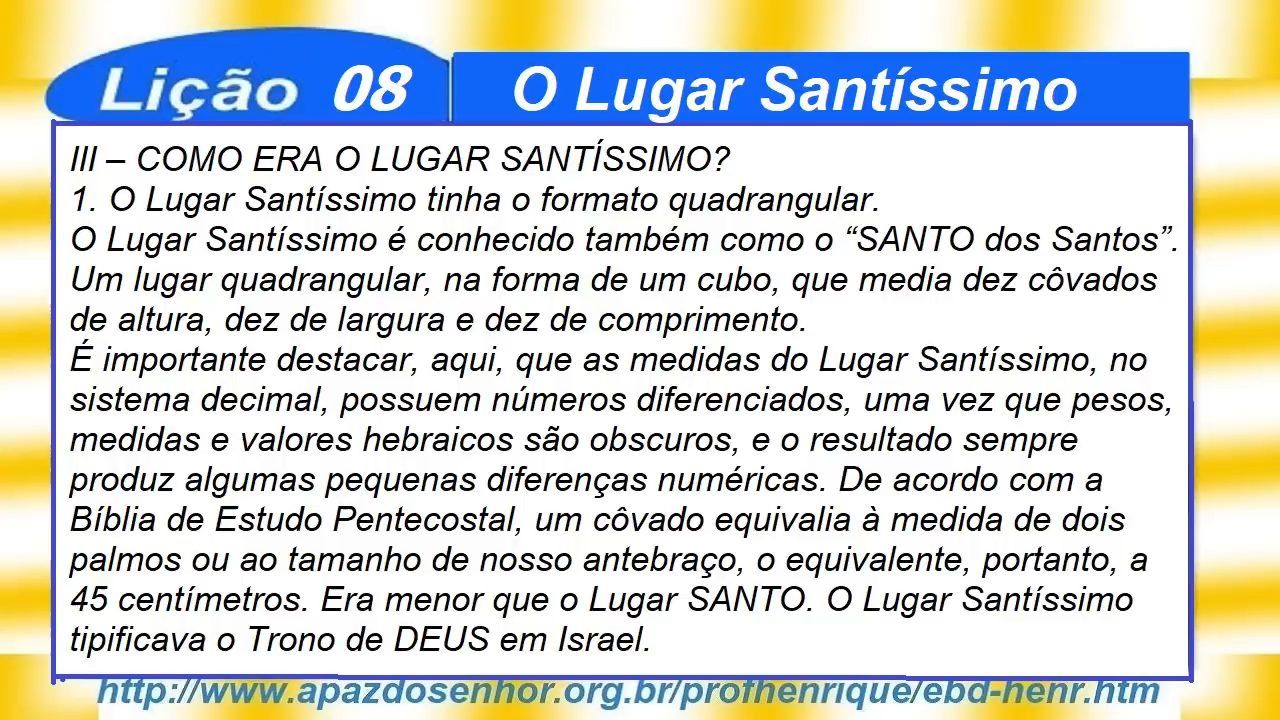 Lição 08 O Lugar Santíssimo
III – COMO ERA O LUGAR SANTÍSSIMO?
1. O Lugar Santíssimo tinha o formato quadrangular.
O Lugar Santíssimo é conhecido também como o “SANTO dos Santos”.
Um lugar quadrangular, na forma de um cubo, que media dez côvados
de altura, dez de largura e dez de comprimento.
É importante destacar, aqui, que as medidas do Lugar Santíssimo, no
sistema decimal, possuem números diferenciados, uma vez que pesos,
medidas e valores hebraicos são obscuros, e o resultado sempre
produz algumas pequenas diferenças numéricas. De acordo com a
Bíblia de Estudo Pentecostal, um côvado equivalia à medida de dois
palmos ou ao tamanho de nosso antebraço, o equivalente, portanto, a
45 centímetros. Era menor que o Lugar SANTO. O Lugar Santíssimo
tipificava o Trono de DEUS em Israel.
http://www.apazdosenhor.org.br/profhenrique/ebd-henr.htm